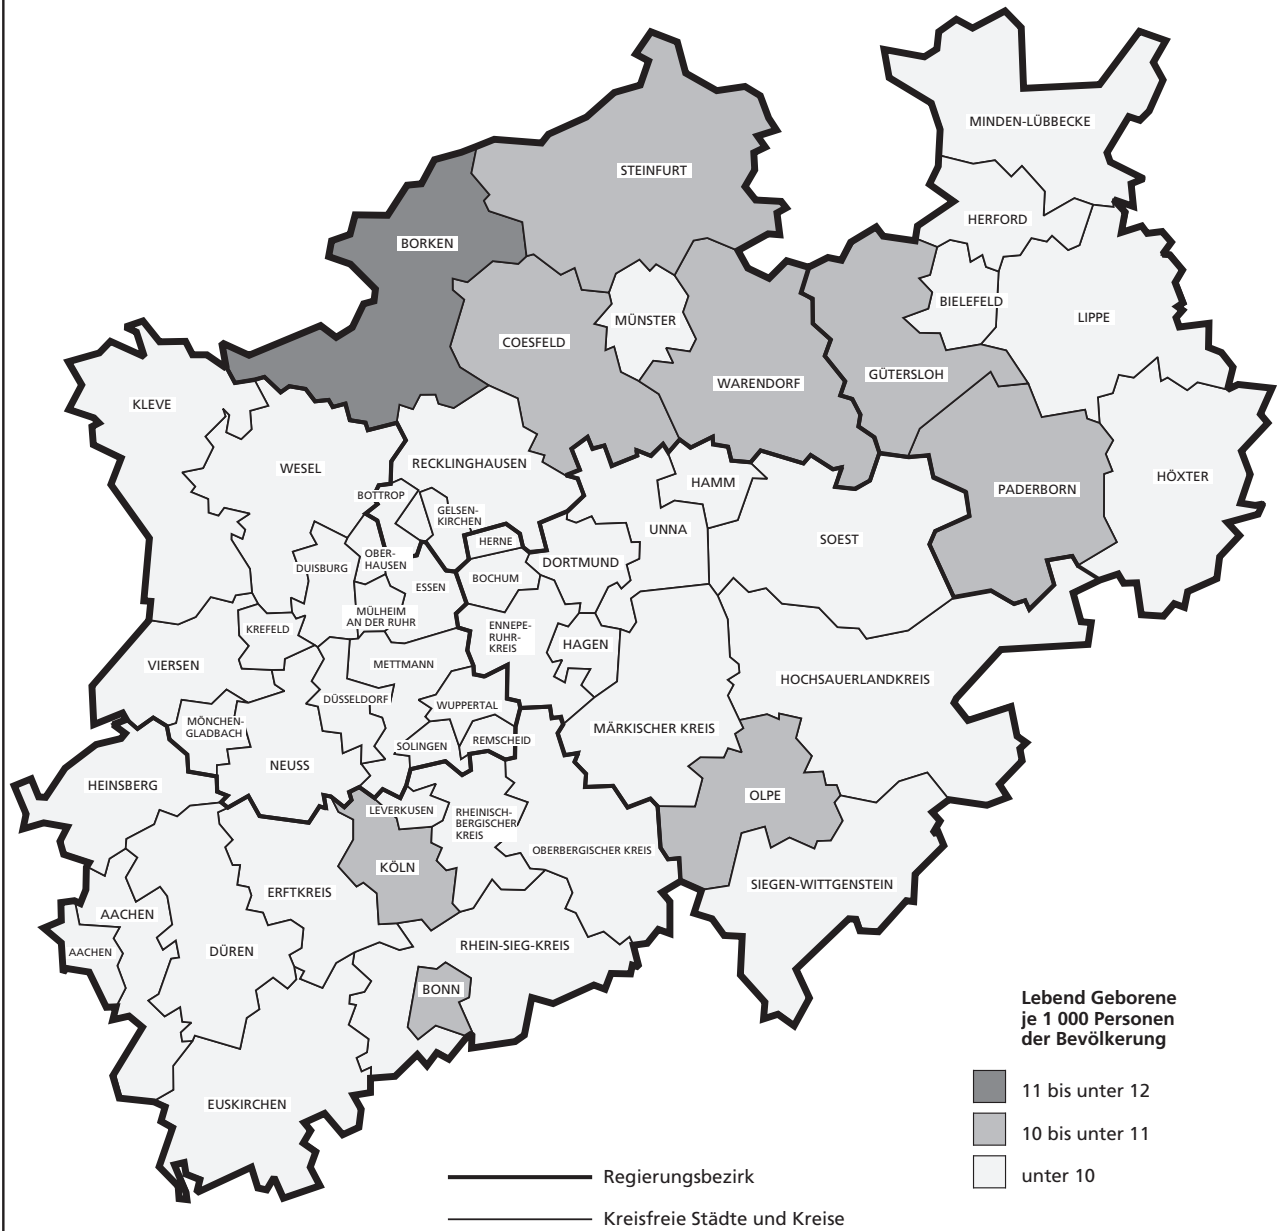 MINDEN-LÜBBECKE
STEINFURT
HERFORD
BORKEN
BIELEFELD
LIPPE
MÜNSTER
COESFELD
GÜTERSLOH
WARENDORF
KLEVE
RECKLINGHAUSEN
WESEL
HÖXTER
HAMM
PADERBORN
BOTTROP
GELSEN-
KIRCHEN
UNNA
SOEST
HERNE
OBER-
HAUSEN
DORTMUND
DUISBURG
BOCHUM
ESSEN
MÜLHEIM
AN DER RUHR
KREFELD
ENNEPE-
RUHR-
KREIS
HAGEN
VIERSEN
METTMANN
HOCHSAUERLANDKREIS
DÜSSELDORF
WUPPERTAL
MÖNCHEN-
GLADBACH
MÄRKISCHER KREIS
REMSCHEID
SOLINGEN
NEUSS
HEINSBERG
OLPE
LEVERKUSEN
RHEINISCH-
BERGISCHER
KREIS
OBERBERGISCHER KREIS
KÖLN
SIEGEN-WITTGENSTEIN
ERFTKREIS
AACHEN
RHEIN-SIEG-KREIS
DÜREN
AACHEN
BONN
EUSKIRCHEN
Lebend Geborene
je 1 000 Personen
der Bevölkerung
11 bis unter 12
10 bis unter 11
unter 10
Regierungsbezirk
Kreisfreie Städte und Kreise